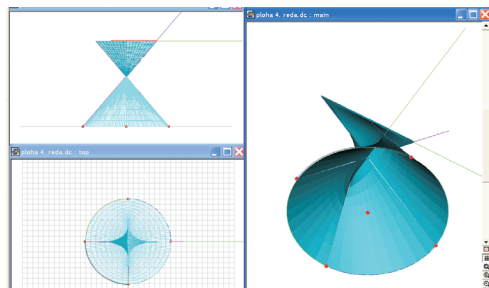 ploha 4. reda.dc : main
ploha 4. reda.dc : top